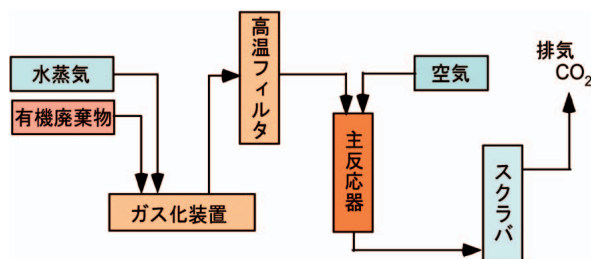 水蒸気
有機廃棄物
ガス化装置
高温フィルタ
主反応器
空気
スクラバ
排気
CO₂